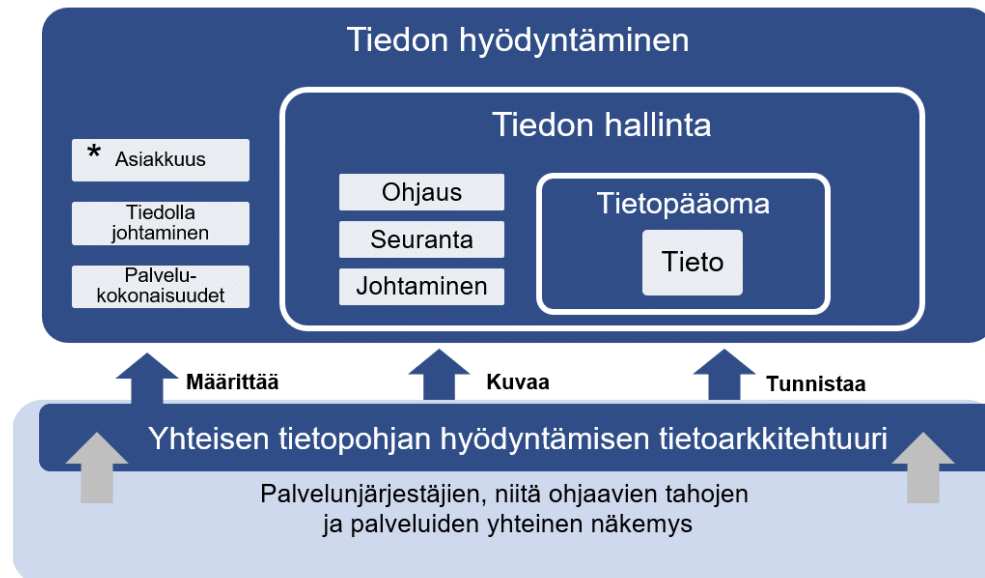 Tiedon hyödyntäminen
Tiedon hallinta
* Asiakkuus
Tiedolla
johtaminen
Palvelu-
kokonaisuudet
Ohjaus
Seuranta
Johtaminen
Tietopääoma
Tieto
Määrittää
Kuvaa
Tunnistaa
Yhteisen tietopohjan hyödyntämisen tietoarkkitehtuuri
Palvelunjärjestäjien, niitä ohjaavien tahojen
ja palveluiden yhteinen näkemys